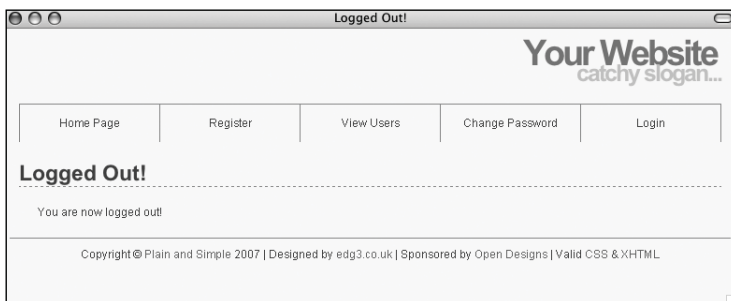 Logged Out!
Your Website
catchy slogan...
Home Page
Register
View Users
Change Password
Login
Logged Out!
You are now logged out!
Copyright © Plain and Simple 2007 | Designed by edg3.co.uk | Sponsored by Open Designs | Valid CSS & XHTML